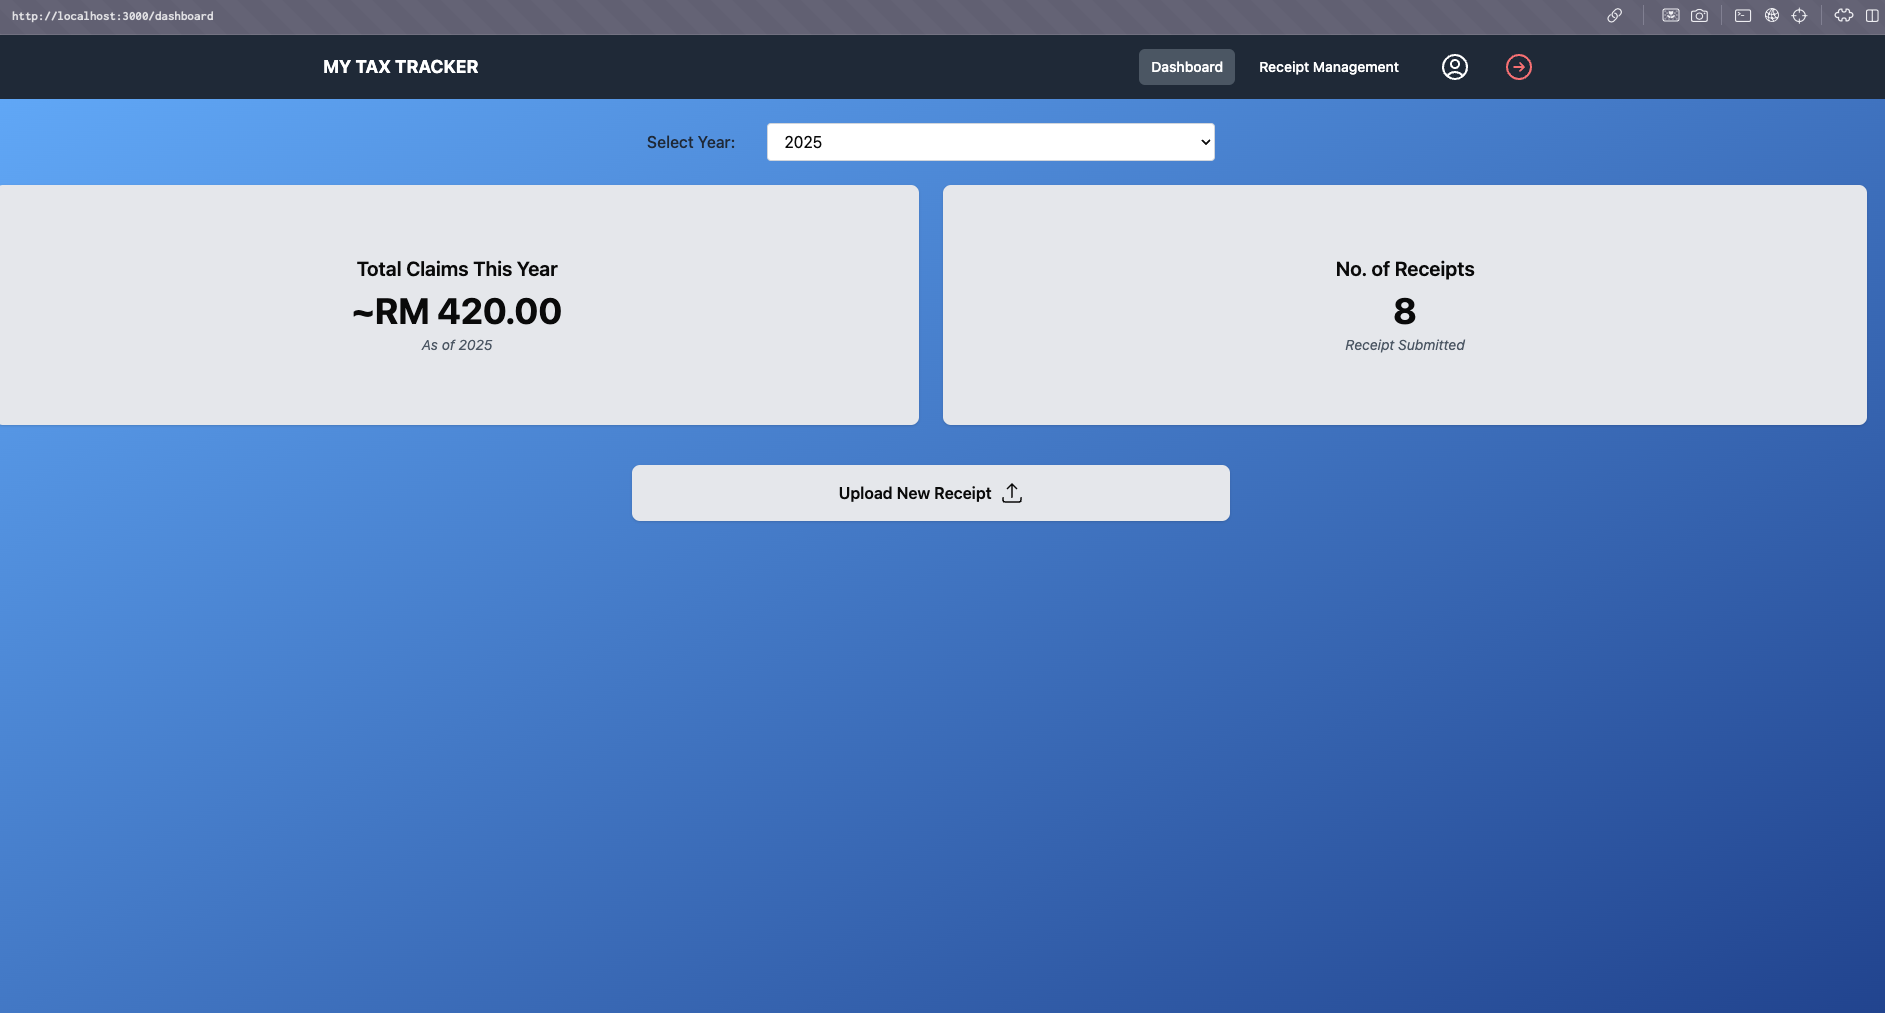 http://localhost:3000/dashboard
MY TAX TRACKER
Dashboard
Receipt Management
Select Year:
2025
Total Claims This Year
~RM 420.00
As of 2025
No. of Receipts
8
Receipt Submitted
Upload New Receipt